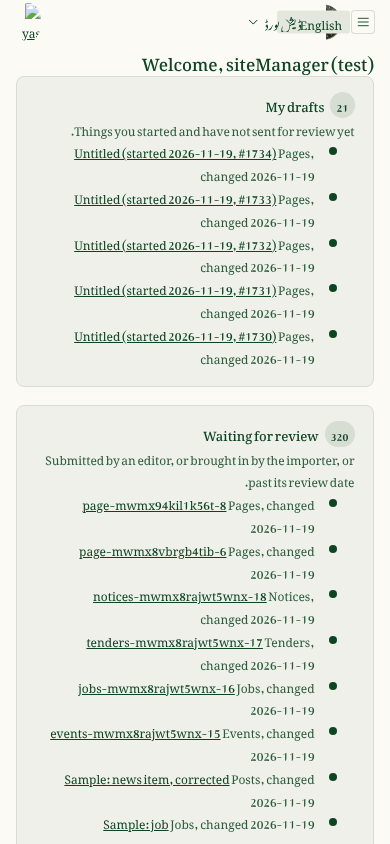 English
Welcome, siteManager (test)
My drafts 21
Things you started and have not sent for review yet.
Untitled (started 2026-11-19, #1734) Pages,
changed 2026-11-19
Untitled (started 2026-11-19, #1733) Pages,
changed 2026-11-19
Untitled (started 2026-11-19, #1732) Pages,
changed 2026-11-19
Untitled (started 2026-11-19, #1731) Pages,
changed 2026-11-19
Untitled (started 2026-11-19, #1730) Pages,
changed 2026-11-19
Waiting for review 320
Submitted by an editor, or brought in by the importer, or
past its review date.
page-mwmx94kil1k56t-8 Pages, changed
2026-11-19
page-mwmx8vbrgb4tib-6 Pages, changed
2026-11-19
notices-mwmx8rajwt5wnx-18 Notices,
changed 2026-11-19
tenders-mwmx8rajwt5wnx-17 Tenders,
changed 2026-11-19
jobs-mwmx8rajwt5wnx-16 Jobs, changed
2026-11-19
events-mwmx8rajwt5wnx-15 Events, changed
2026-11-19
Sample: news item, corrected Posts, changed
2026-11-19
Sample: job Jobs, changed 2026-11-19